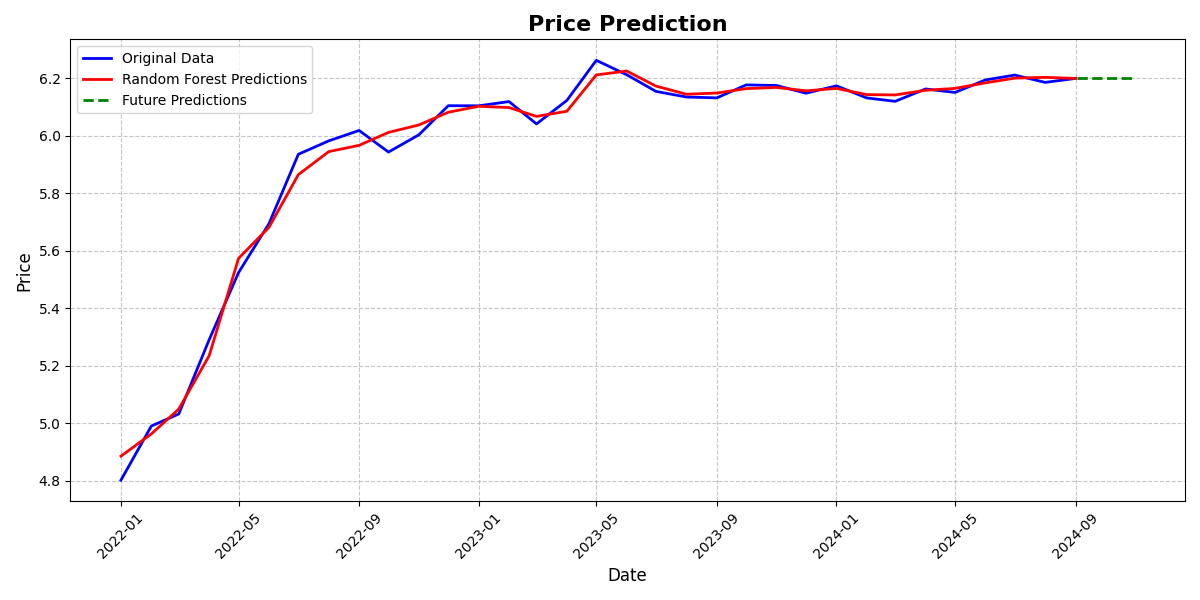 Price Prediction
Original Data
Random Forest Predictions
Future Predictions
Price
6.2
6.0
5.8
5.6
5.4
5.2
5.0
4.8
2022-01
2022-05
2022-09
2023-01
2023-05
2023-09
2024-01
2024-05
2024-09
Date